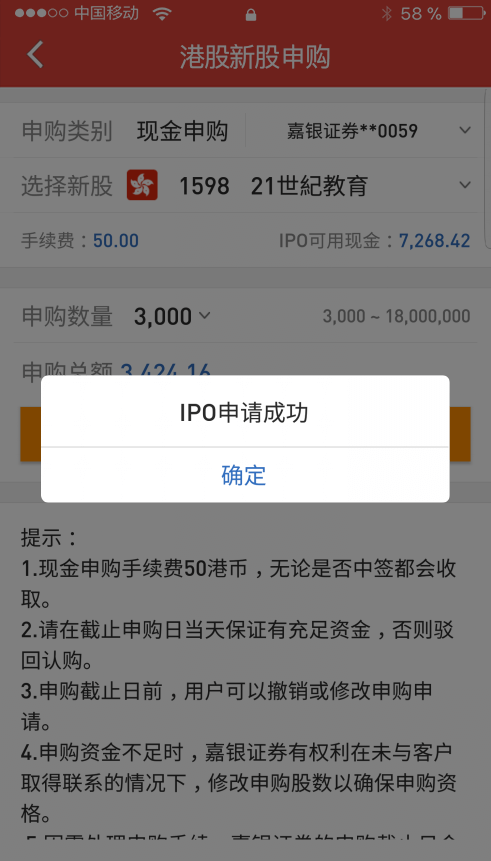 中国移动 58 %
港股新股申购
申购类别 现金申购 嘉银证券**0059
选择新股 1598 21世紀教育
手续费：50.00 IPO可用现金：7,268.42
申购数量 3,000 3,000 ~ 18,000,000
申购总额 3,424.16
IPO申请成功
确定
提示：
1.现金申购手续费50港币，无论是否中签都会收
取。
2.请在截止申购日当天保证有充足资金，否则驳
回认购。
3.申购截止日前，用户可以撤销或修改申购申
请。
4.申购资金不足时，嘉银证券有权利在未与客户
取得联系的情况下，修改申购股数以确保申购资
格。